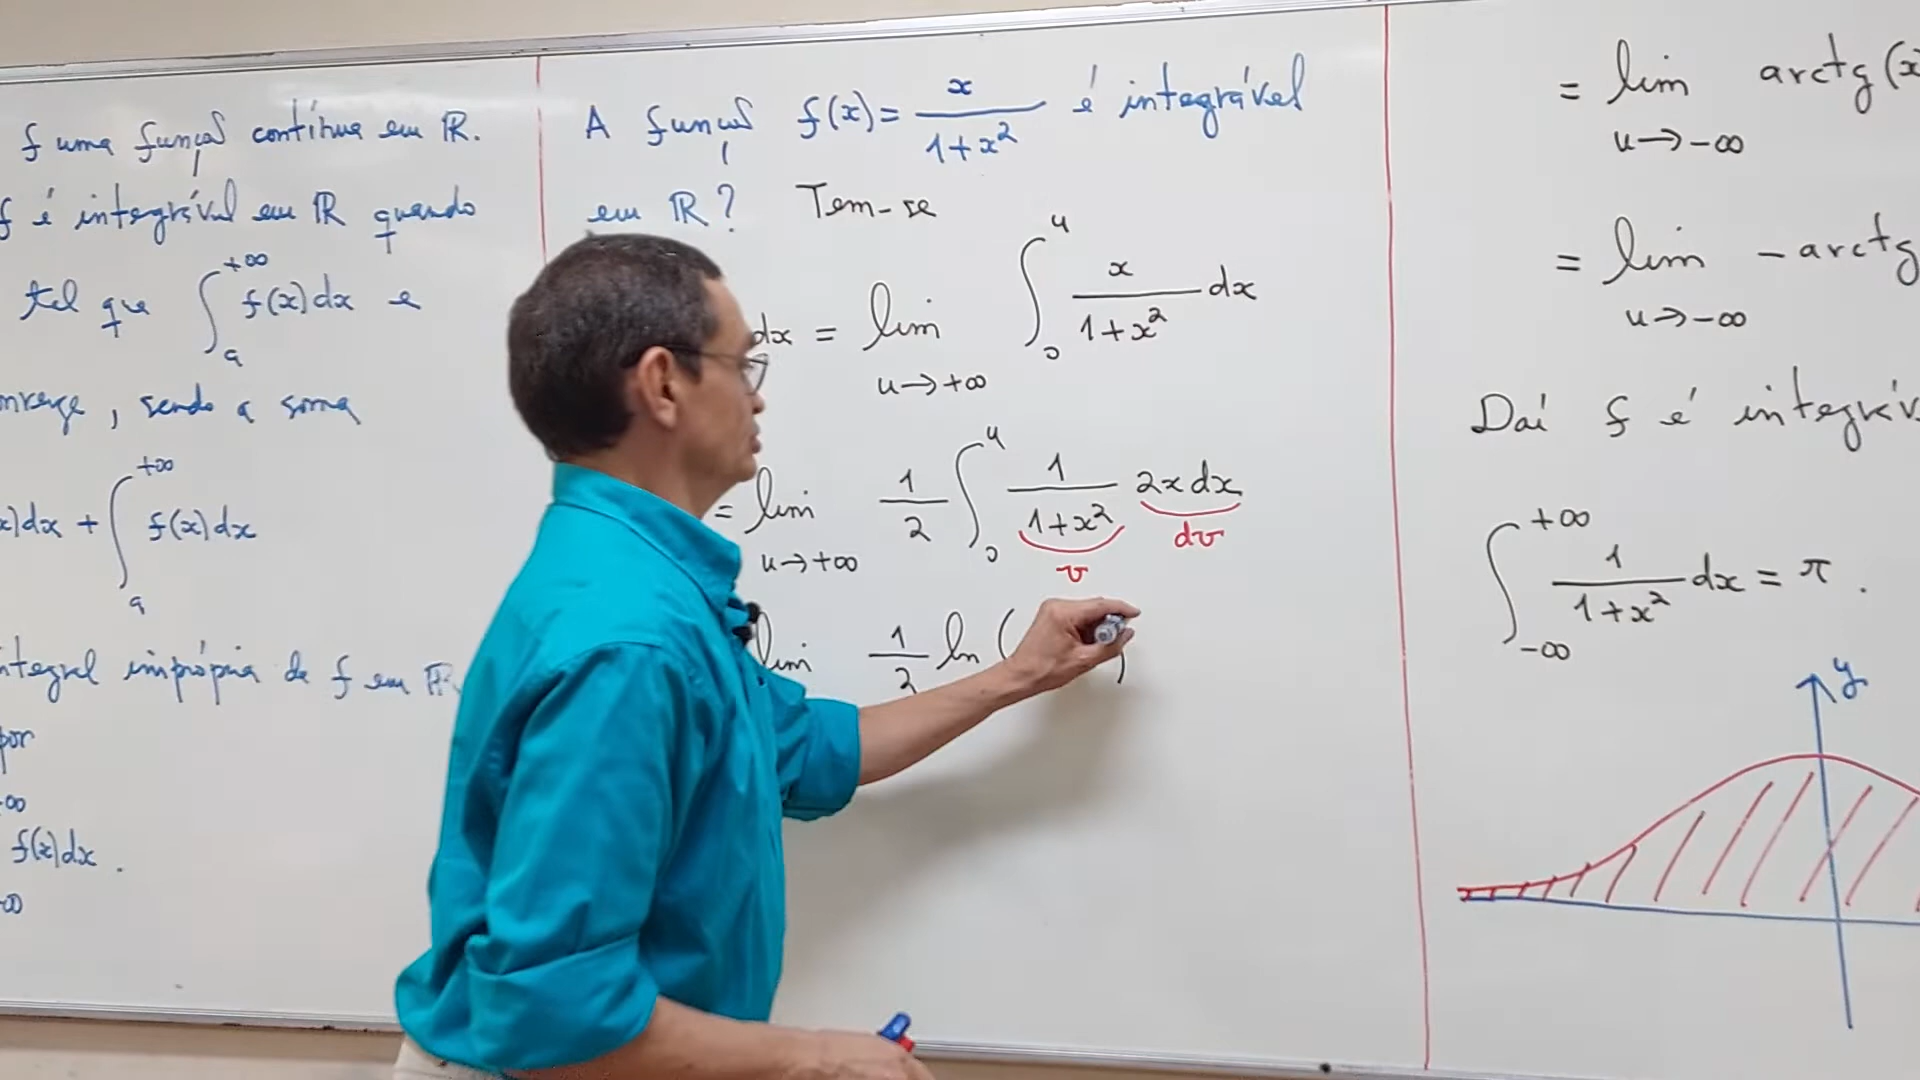 f uma função contínua em ℝ.
f é integrável em ℝ quando
tal que ∫_a^{+∞} f(x)dx e
, sendo a soma
x)dx + ∫_a^{+∞} f(x)dx
integral imprópria de f em ℝ
por
∞
f(x)dx.
-∞
A função f(x) = x/(1+x²) é integrável
em ℝ? Tem-se
dx = lim_{u→+∞} ∫_0^u x/(1+x²) dx
= lim_{u→+∞} 1/2 ∫_0^u 1/(1+x²) 2x dx
v dv
lim 1/2 ln ( )
= lim_{u→-∞} arctg(x
= lim_{u→-∞} -arctg
Daí f é integráv
∫_{-∞}^{+∞} 1/(1+x²) dx = π.
y